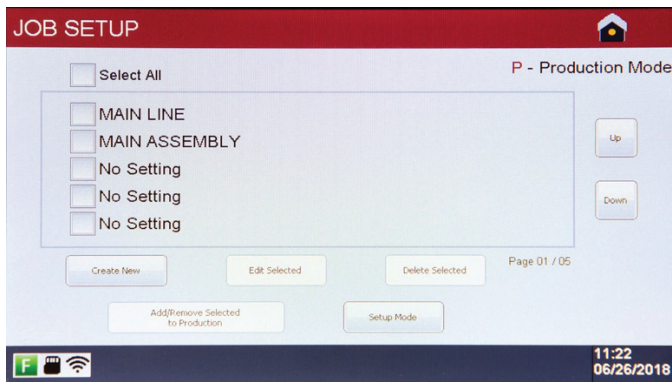 JOB SETUP
Select All
P - Production Mode
MAIN LINE
MAIN ASSEMBLY
No Setting
No Setting
No Setting
Up
Down
Create New
Edit Selected
Delete Selected
Page 01 / 05
Add/Remove Selected
to Production
Setup Mode
F
11:22
06/26/2018